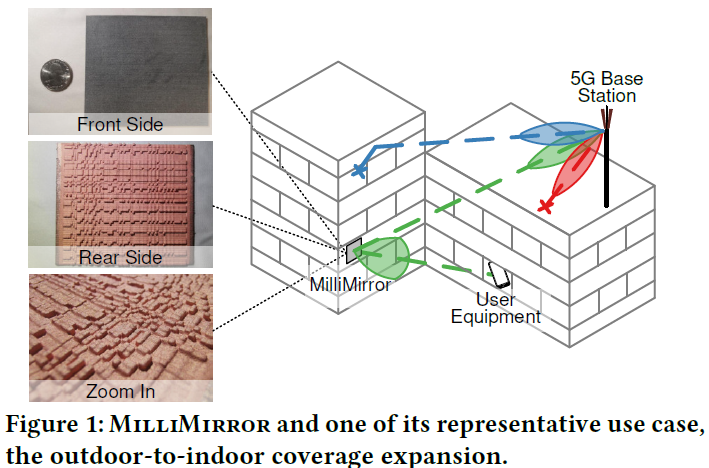 Front Side
Rear Side
Zoom In
5G Base
Station
MilliMirror
User
Equipment
Figure 1: MILLIMIRROR and one of its representative use case,
the outdoor-to-indoor coverage expansion.